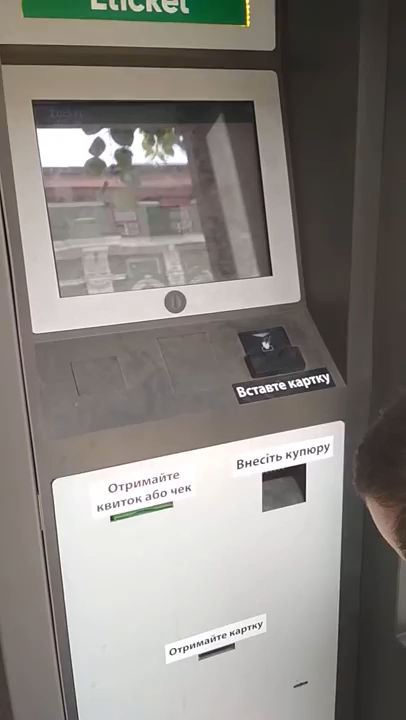 Eticket
Вставте картку
Отримайте
квиток або чек
Внесіть купюру
Отримайте картку